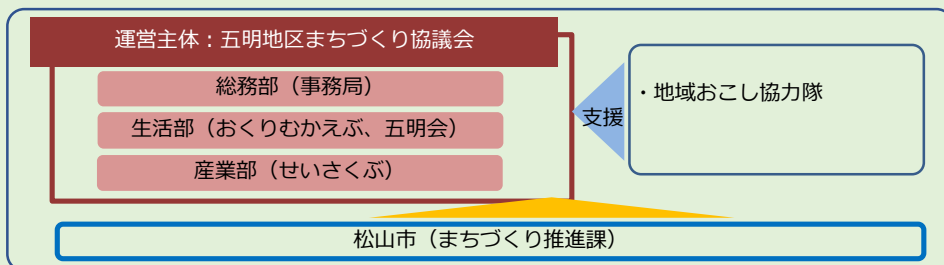 運営主体：五明地区まちづくり協議会
総務部（事務局）
生活部（おくりむかえぶ、五明会）
産業部（せいさくぶ）
支援
・地域おこし協力隊
松山市（まちづくり推進課）